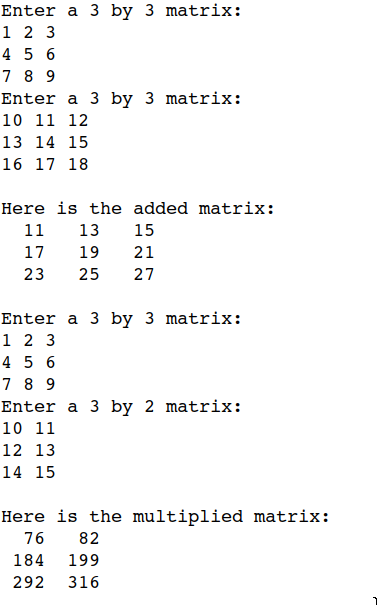 Enter a 3 by 3 matrix:
1 2 3
4 5 6
7 8 9
Enter a 3 by 3 matrix:
10 11 12
13 14 15
16 17 18

Here is the added matrix:
  11   13   15
  17   19   21
  23   25   27

Enter a 3 by 3 matrix:
1 2 3
4 5 6
7 8 9
Enter a 3 by 2 matrix:
10 11
12 13
14 15

Here is the multiplied matrix:
  76   82
 184  199
 292  316